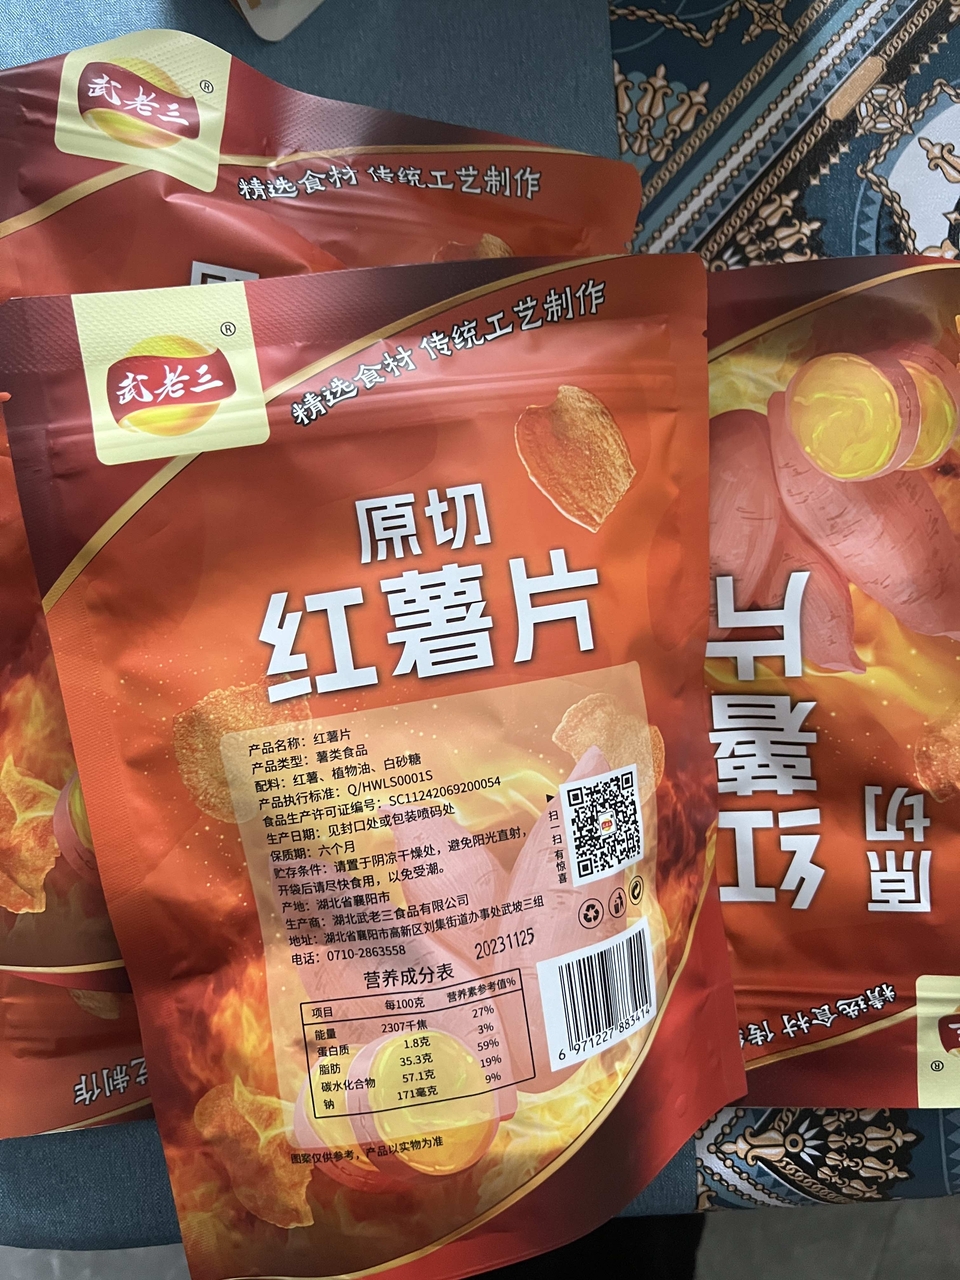 武老三®
精选食材 传统工艺制作
武老三®
精选食材 传统工艺制作
原切
红薯片
产品名称：红薯片
产品类型：薯类食品
配料：红薯、植物油、白砂糖
产品执行标准：Q/HWLS0001S
食品生产许可证编号：SC11242069200054
生产日期：见封口处或包装喷码处
保质期：六个月
贮存条件：请置于阴凉干燥处，避免阳光直射，
开袋后请尽快食用，以免受潮。
产地：湖北省襄阳市
生产商：湖北武老三食品有限公司
地址：湖北省襄阳市高新区刘集街道办事处武坡三组
电话：0710-2863558
20231125
扫一扫 有惊喜
营养成分表
项目 每100克 营养素参考值%
能量 2307千焦 27%
蛋白质 1.8克 3%
脂肪 35.3克 59%
碳水化合物 57.1克 19%
钠 171毫克 9%
6 971227 883414
图案仅供参考，产品以实物为准
原切
红薯片
精选食材 传
®
艺制作